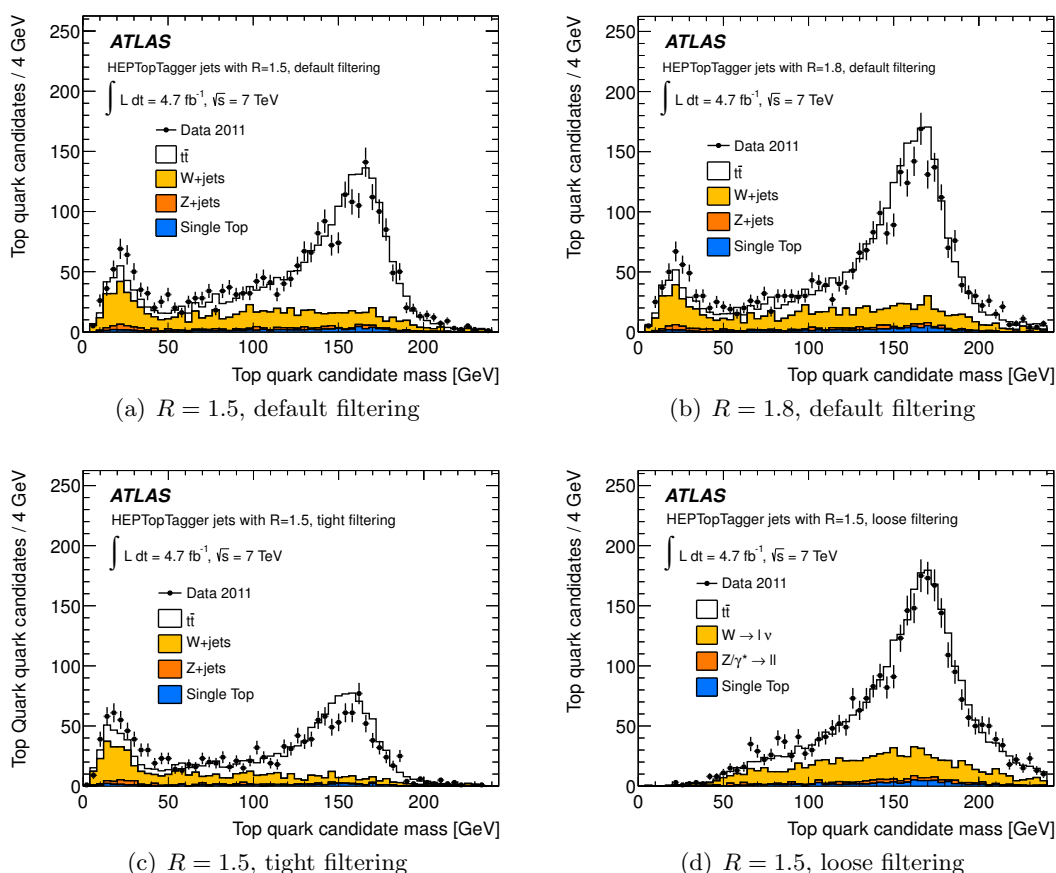 Top quark candidates / 4 GeV
250
200
150
100
50
0
ATLAS
HEPTopTagger jets with R=1.5, default filtering
∫ L dt = 4.7 fb⁻¹, √s = 7 TeV
Data 2011
tt̄
W+jets
Z+jets
Single Top
0 50 100 150 200
Top quark candidate mass [GeV]
(a) R = 1.5, default filtering
Top quark candidates / 4 GeV
250
200
150
100
50
0
ATLAS
HEPTopTagger jets with R=1.8, default filtering
∫ L dt = 4.7 fb⁻¹, √s = 7 TeV
Data 2011
tt̄
W+jets
Z+jets
Single Top
0 50 100 150 200
Top quark candidate mass [GeV]
(b) R = 1.8, default filtering
Top Quark quark candidates / 4 GeV
250
200
150
100
50
0
ATLAS
HEPTopTagger jets with R=1.5, tight filtering
∫ L dt = 4.7 fb⁻¹, √s = 7 TeV
Data 2011
tt̄
W+jets
Z+jets
Single Top
0 50 100 150 200
Top quark candidate mass [GeV]
(c) R = 1.5, tight filtering
Top quark candidates / 4 GeV
250
200
150
100
50
0
ATLAS
HEPTopTagger jets with R=1.5, loose filtering
∫ L dt = 4.7 fb⁻¹, √s = 7 TeV
Data 2011
tt̄
W → l ν
Z/γ* → ll
Single Top
0 50 100 150 200
Top quark candidate mass [GeV]
(d) R = 1.5, loose filtering